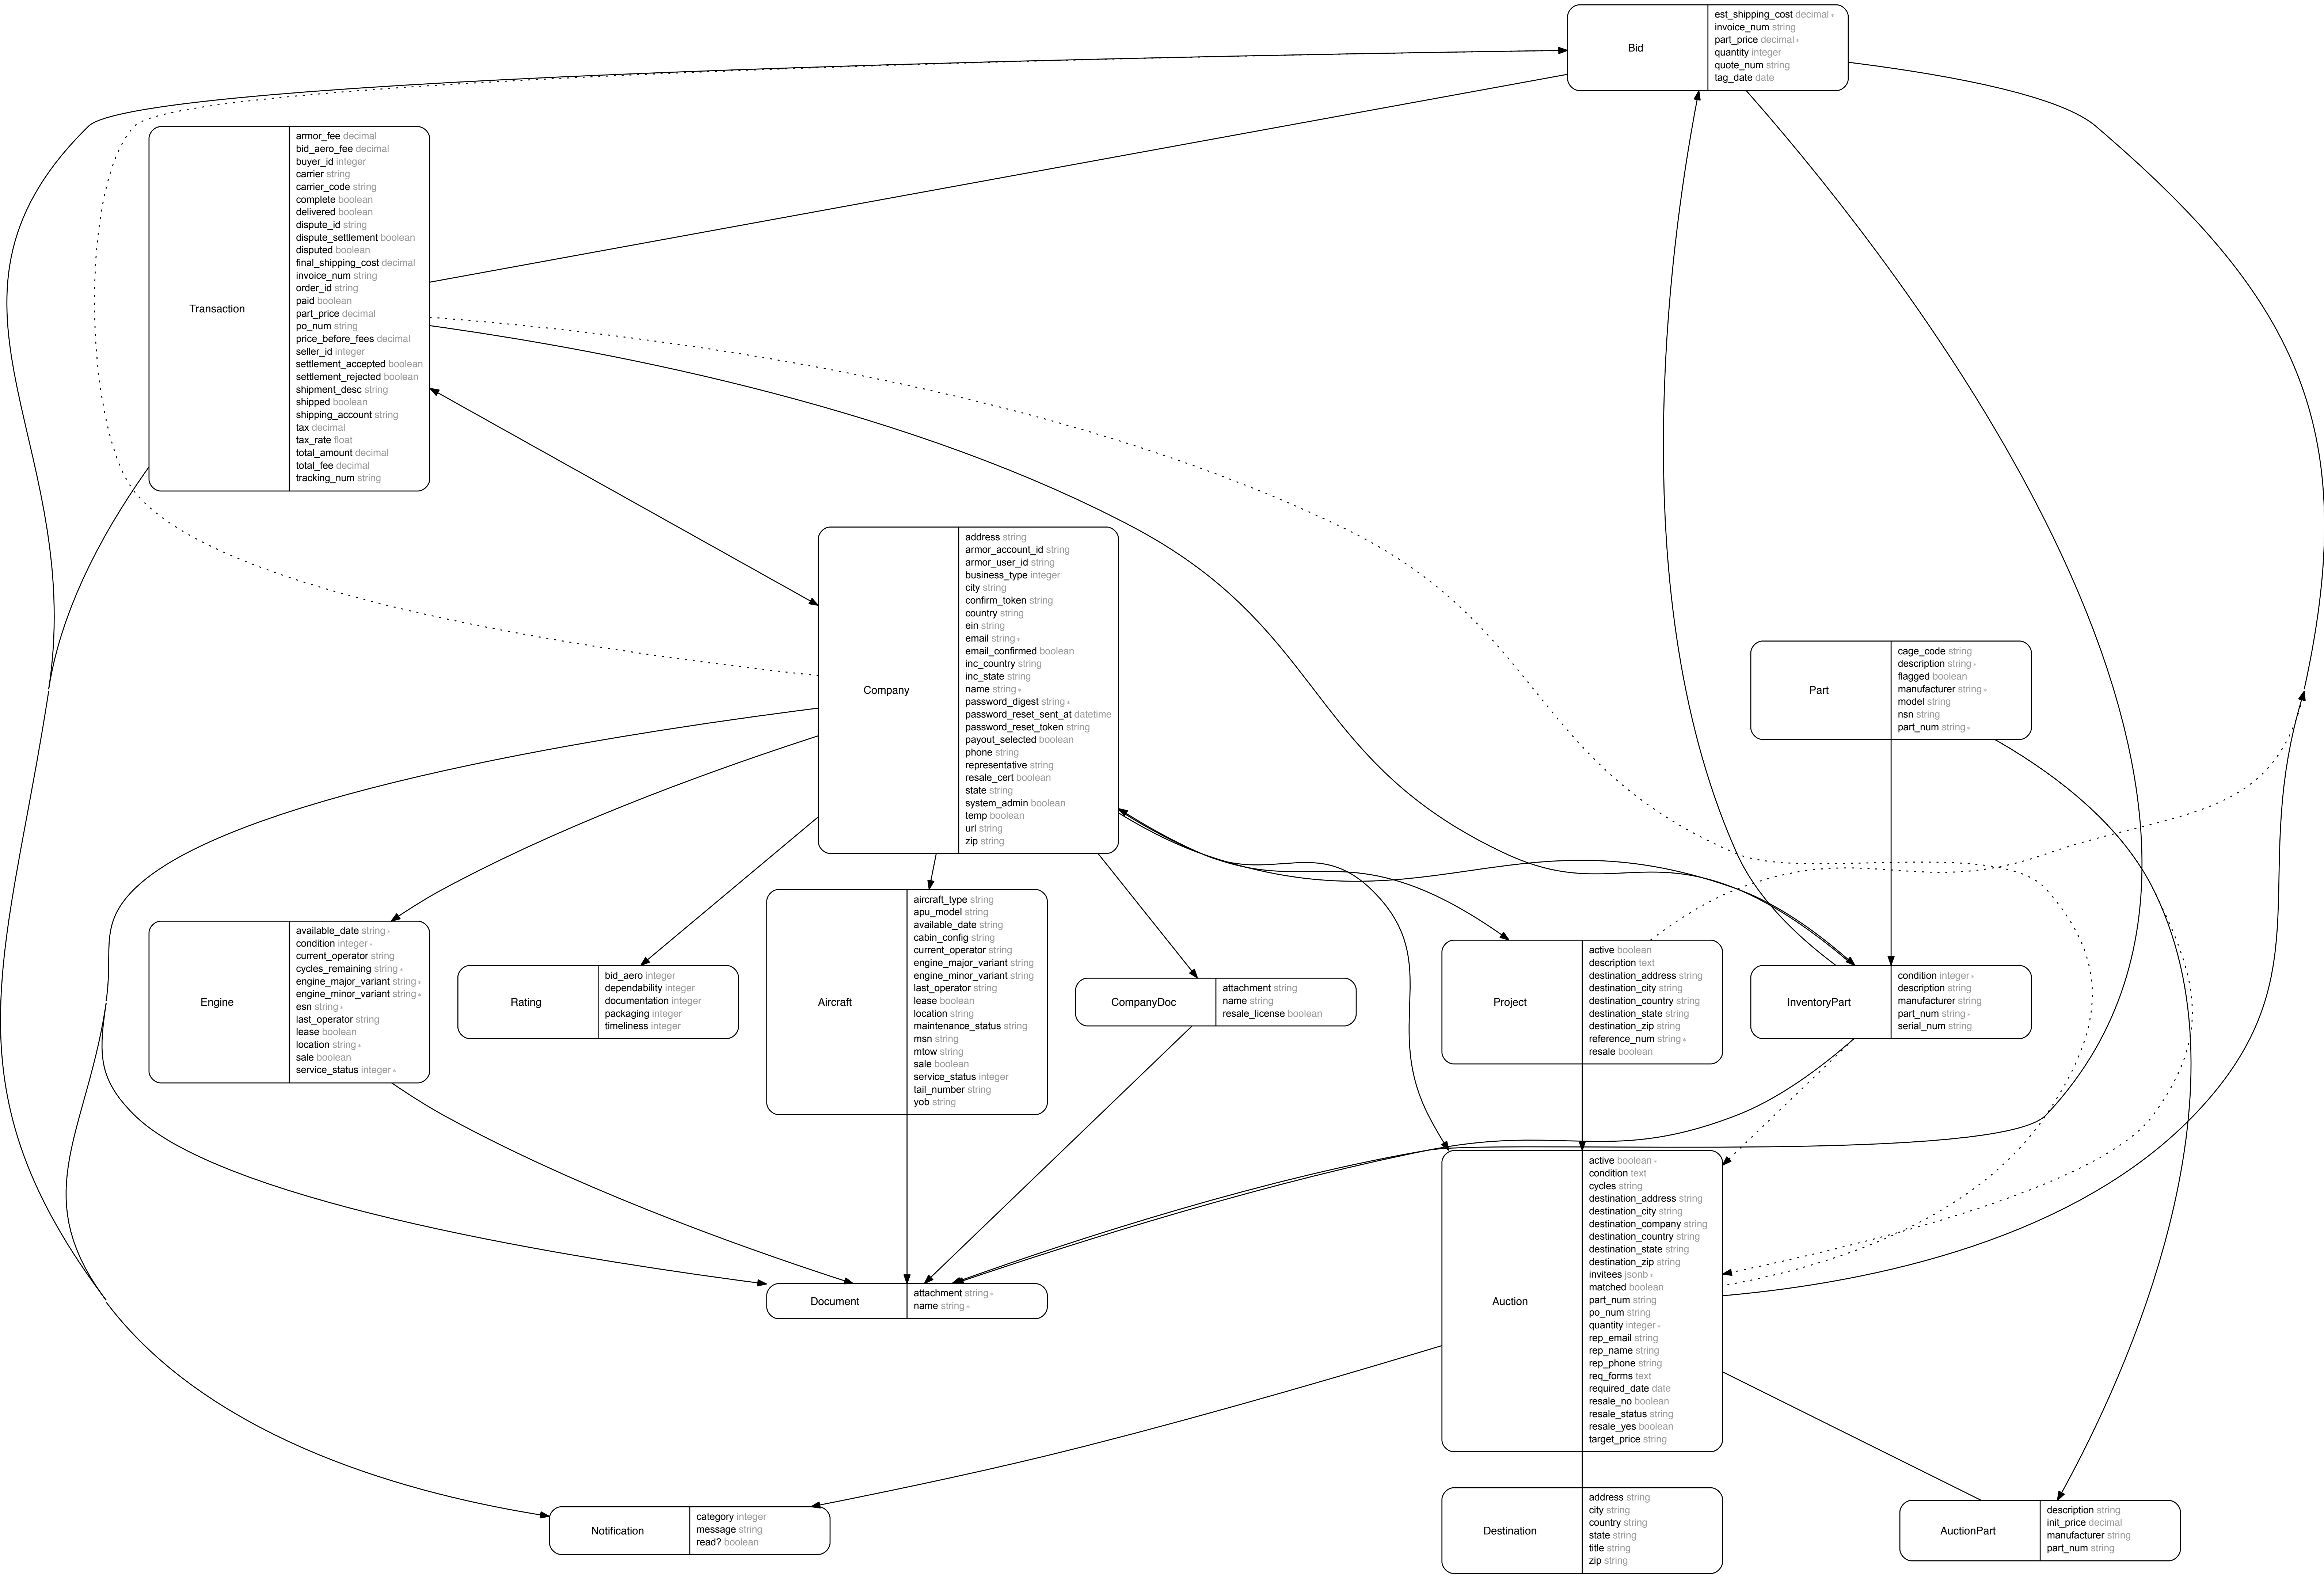 Bid
est_shipping_cost decimal *
invoice_num string
part_price decimal *
quantity integer
quote_num string
tag_date date
Transaction
armor_fee decimal
bid_aero_fee decimal
buyer_id integer
carrier string
carrier_code string
complete boolean
delivered boolean
dispute_id string
dispute_settlement boolean
disputed boolean
final_shipping_cost decimal
invoice_num string
order_id string
paid boolean
part_price decimal
po_num string
price_before_fees decimal
seller_id integer
settlement_accepted boolean
settlement_rejected boolean
shipment_desc string
shipped boolean
shipping_account string
tax decimal
tax_rate float
total_amount decimal
total_fee decimal
tracking_num string
Company
address string
armor_account_id string
armor_user_id string
business_type integer
city string
confirm_token string
country string
ein string
email string *
email_confirmed boolean
inc_country string
inc_state string
name string *
password_digest string *
password_reset_sent_at datetime
password_reset_token string
payout_selected boolean
phone string
representative string
resale_cert boolean
state string
system_admin boolean
temp boolean
url string
zip string
Part
cage_code string
description string *
flagged boolean
manufacturer string *
model string
nsn string
part_num string *
Engine
available_date string *
condition integer *
current_operator string
cycles_remaining string *
engine_major_variant string *
engine_minor_variant string *
esn string *
last_operator string
lease boolean
location string *
sale boolean
service_status integer *
Rating
bid_aero integer
dependability integer
documentation integer
packaging integer
timeliness integer
Aircraft
aircraft_type string
apu_model string
available_date string
cabin_config string
current_operator string
engine_major_variant string
engine_minor_variant string
last_operator string
lease boolean
location string
maintenance_status string
msn string
mtow string
sale boolean
service_status integer
tail_number string
yob string
CompanyDoc
attachment string
name string
resale_license boolean
Project
active boolean
description text
destination_address string
destination_city string
destination_country string
destination_state string
destination_zip string
reference_num string *
resale boolean
InventoryPart
condition integer *
description string
manufacturer string
part_num string *
serial_num string
Document
attachment string *
name string *
Auction
active boolean *
condition text
cycles string
destination_address string
destination_city string
destination_company string
destination_country string
destination_state string
destination_zip string
invitees jsonb *
matched boolean
part_num string
po_num string
quantity integer *
rep_email string
rep_name string
rep_phone string
req_forms text
required_date date
resale_no boolean
resale_status string
resale_yes boolean
target_price string
Notification
category integer
message string
read? boolean
Destination
address string
city string
country string
state string
title string
zip string
AuctionPart
description string
init_price decimal
manufacturer string
part_num string